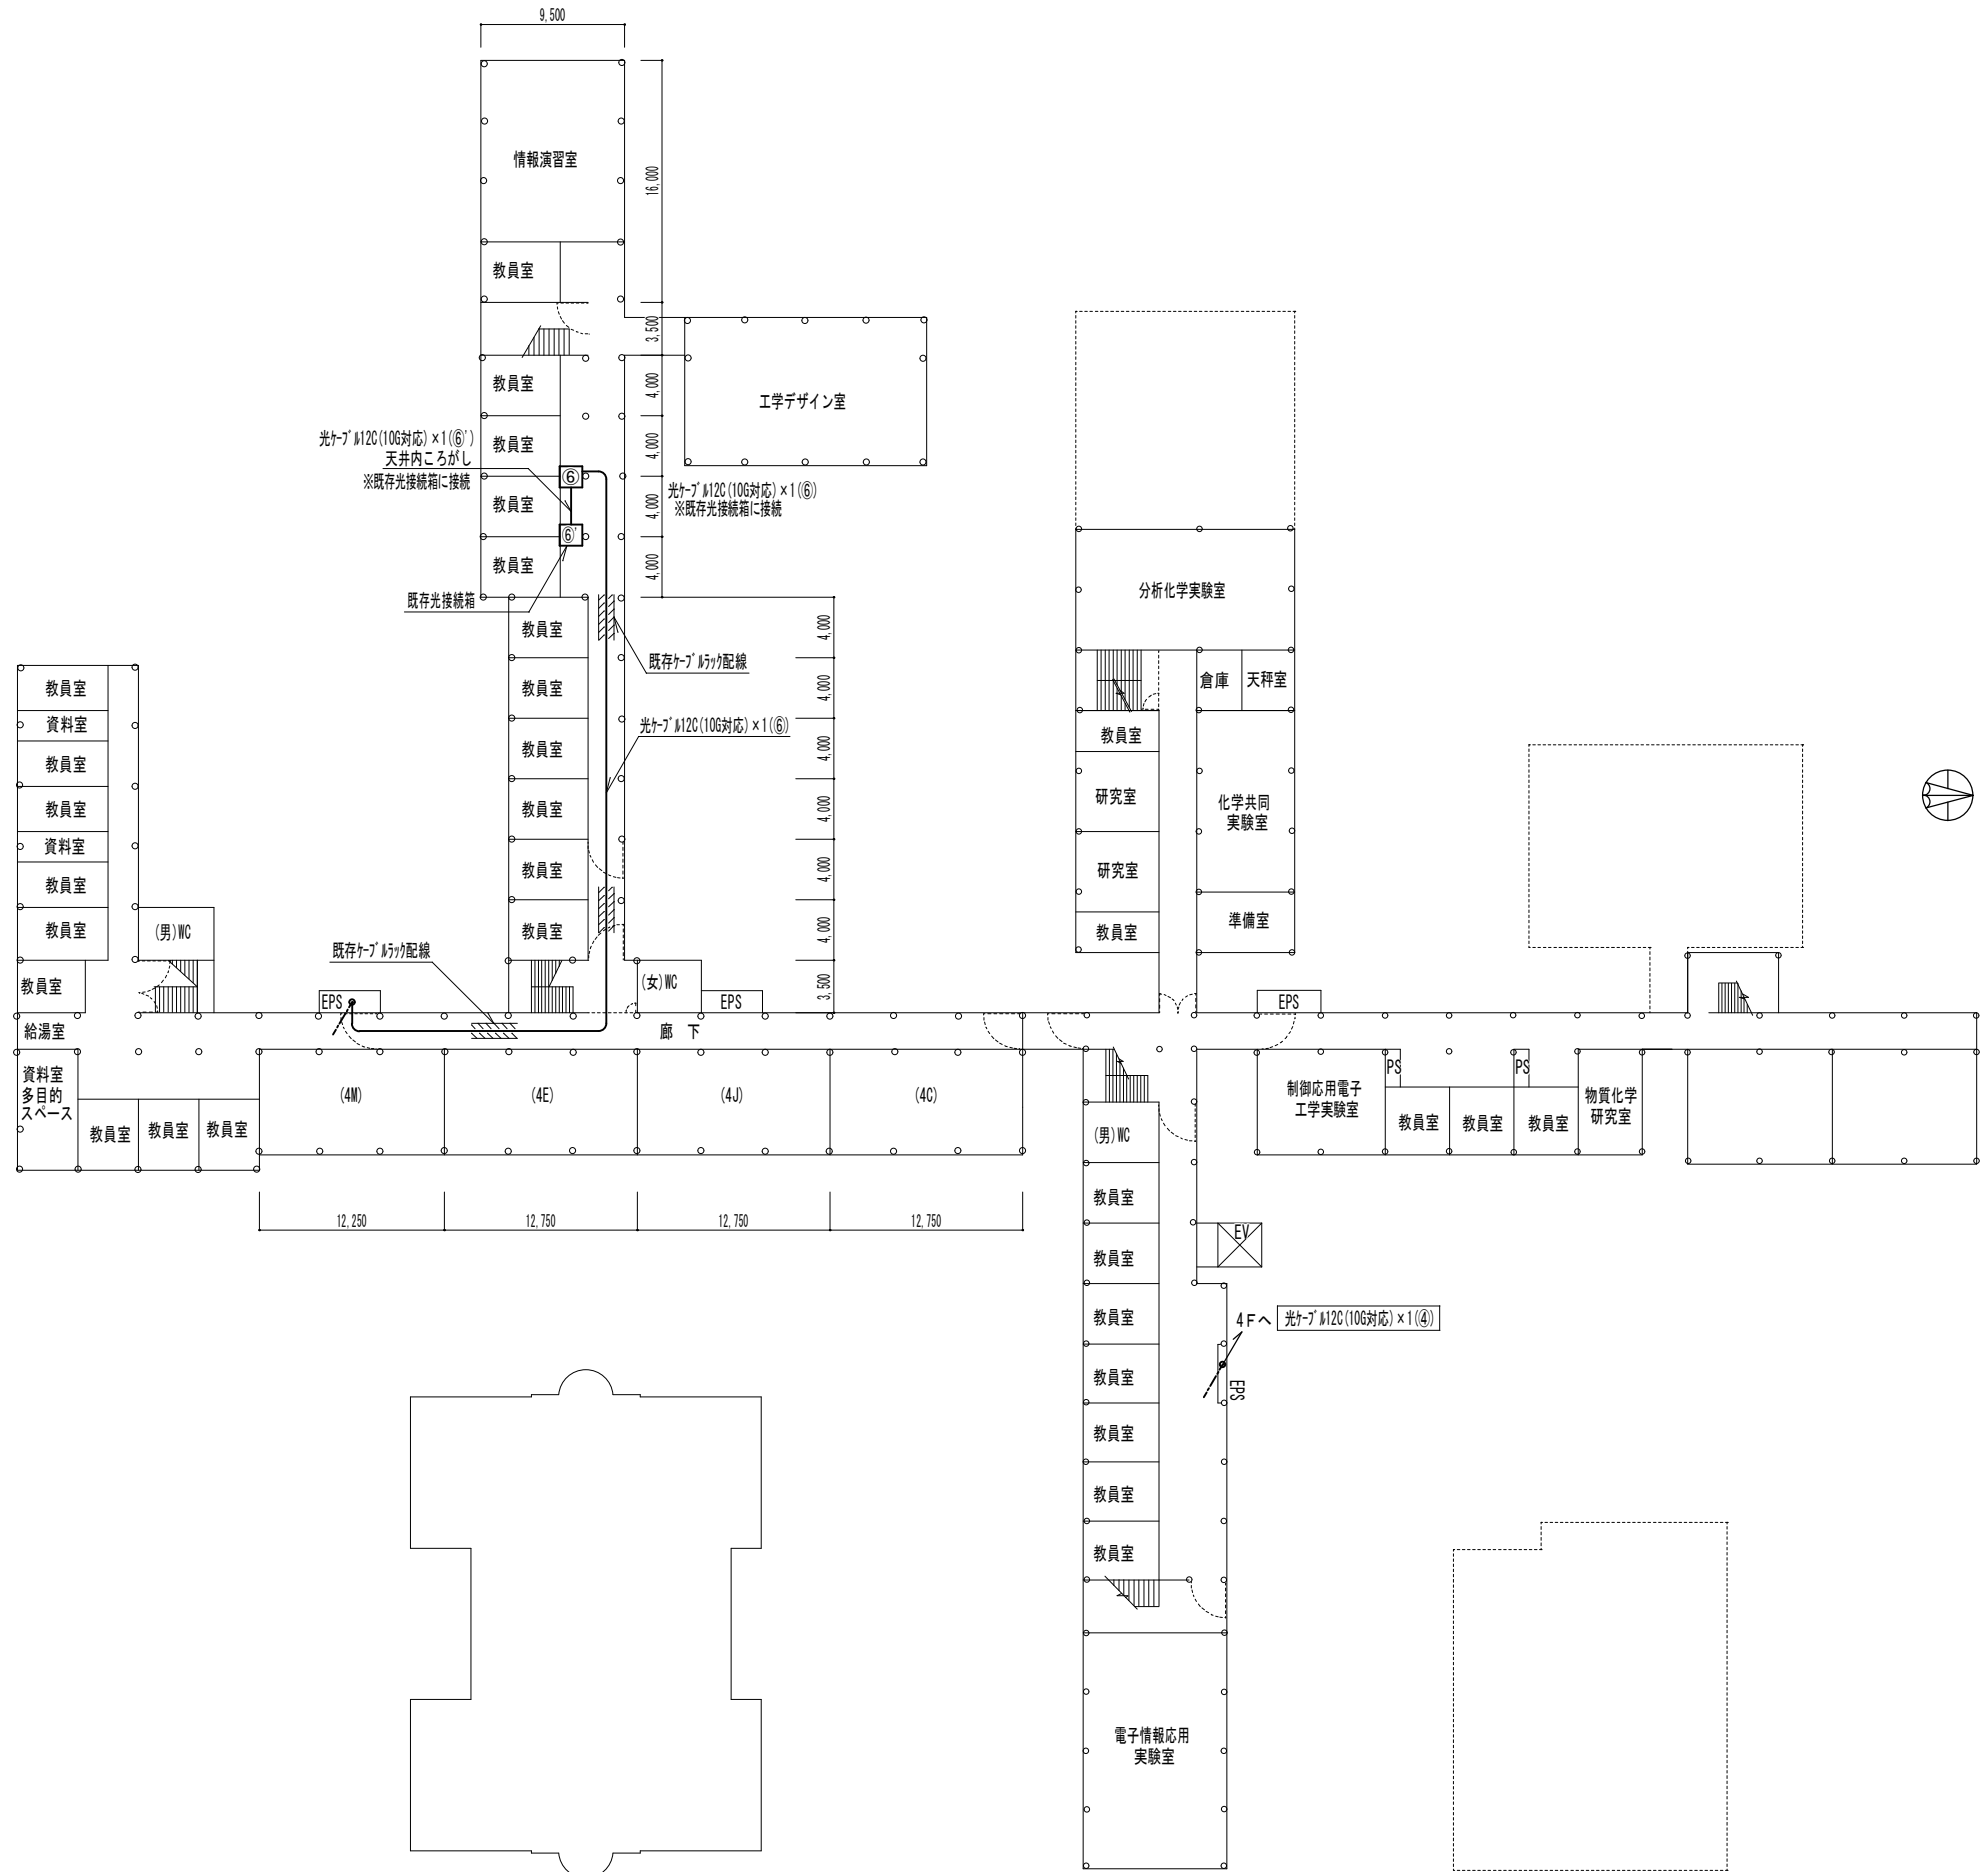 9,500
情報演習室
16,000
教員室
3,500
教員室
4,000
工学デザイン室
光ｹｰﾌﾞﾙ12C(10G対応)×1(⑥')
天井内ころがし
※既存光接続箱に接続
教員室
4,000
⑥
光ｹｰﾌﾞﾙ12C(10G対応)×1(⑥)
※既存光接続箱に接続
教員室
4,000
⑥'
教員室
4,000
既存光接続箱
分析化学実験室
教員室
4,000
既存ｹｰﾌﾞﾙﾗｯｸ配線
教員室
4,000
倉庫
天秤室
教員室
資料室
教員室
教員室
資料室
教員室
教員室
(男)WC
教員室
給湯室
光ｹｰﾌﾞﾙ12C(10G対応)×1(⑥)
教員室
4,000
教員室
4,000
教員室
4,000
教員室
4,000
3,500
既存ｹｰﾌﾞﾙﾗｯｸ配線
EPS
(女)WC
EPS
廊 下
教員室
研究室
化学共同
実験室
研究室
準備室
教員室
EPS
資料室
多目的
スペース
教員室
教員室
教員室
(4M)
(4E)
(4J)
(4C)
12,250
12,750
12,750
12,750
制御応用電子
工学実験室
PS
PS
教員室
教員室
教員室
物質化学
研究室
(男)WC
教員室
EV
教員室
教員室
4Fへ
光ｹｰﾌﾞﾙ12C(10G対応)×1(④)
教員室
EPS
教員室
教員室
教員室
電子情報応用
実験室